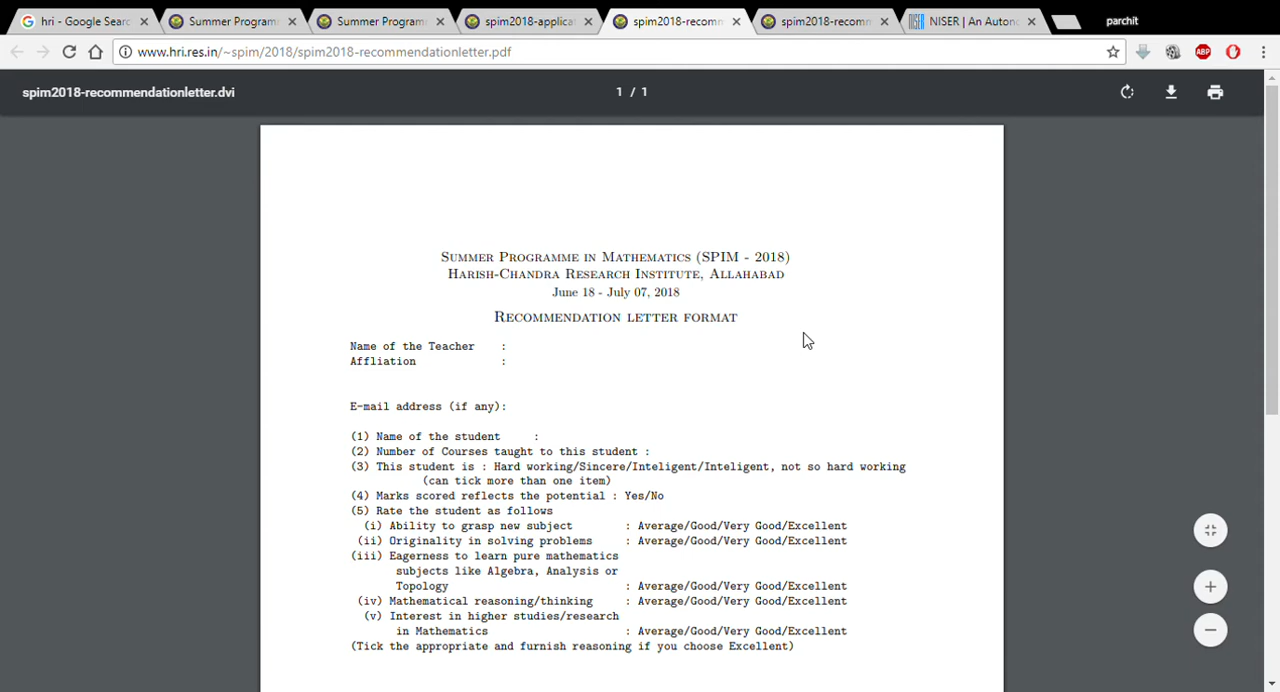 hri - Google Searc
Summer Program
Summer Program
spim2018-applicat
spim2018-recomm
spim2018-recomm
NISER | An Auton
parchit
www.hri.res.in/~spim/2018/spim2018-recommendationletter.pdf
ABP
spim2018-recommendationletter.dvi
1 / 1
Summer Programme in Mathematics (SPIM - 2018)
Harish-Chandra Research Institute, Allahabad
June 18 - July 07, 2018
Recommendation letter format
Name of the Teacher :
Affliation :
E-mail address (if any):
(1) Name of the student :
(2) Number of Courses taught to this student :
(3) This student is : Hard working/Sincere/Inteligent/Inteligent, not so hard working
(can tick more than one item)
(4) Marks scored reflects the potential : Yes/No
(5) Rate the student as follows
(i) Ability to grasp new subject : Average/Good/Very Good/Excellent
(ii) Originality in solving problems : Average/Good/Very Good/Excellent
(iii) Eagerness to learn pure mathematics
subjects like Algebra, Analysis or
Topology : Average/Good/Very Good/Excellent
(iv) Mathematical reasoning/thinking : Average/Good/Very Good/Excellent
(v) Interest in higher studies/research
in Mathematics : Average/Good/Very Good/Excellent
(Tick the appropriate and furnish reasoning if you choose Excellent)